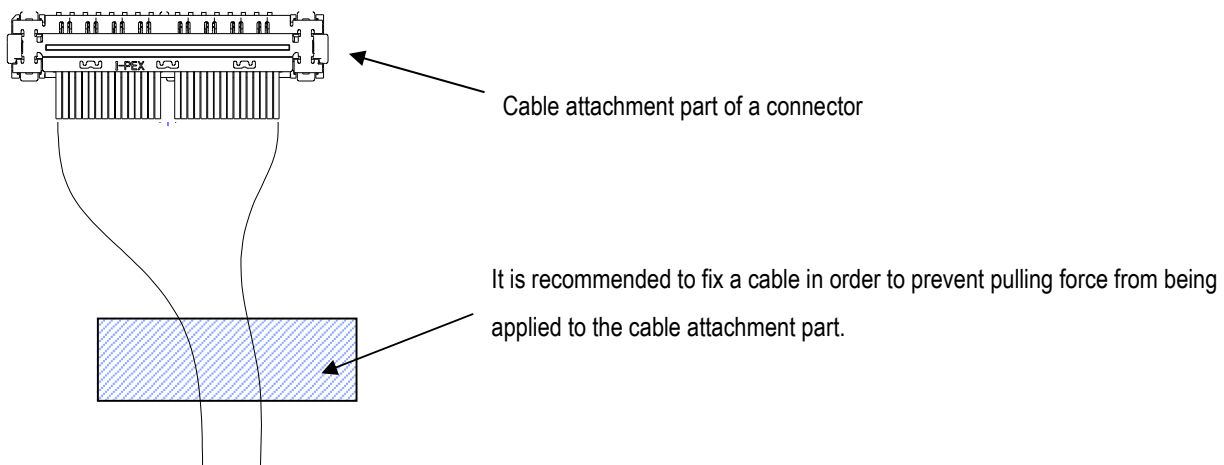 I-PEX
Cable attachment part of a connector
It is recommended to fix a cable in order to prevent pulling force from being
applied to the cable attachment part.